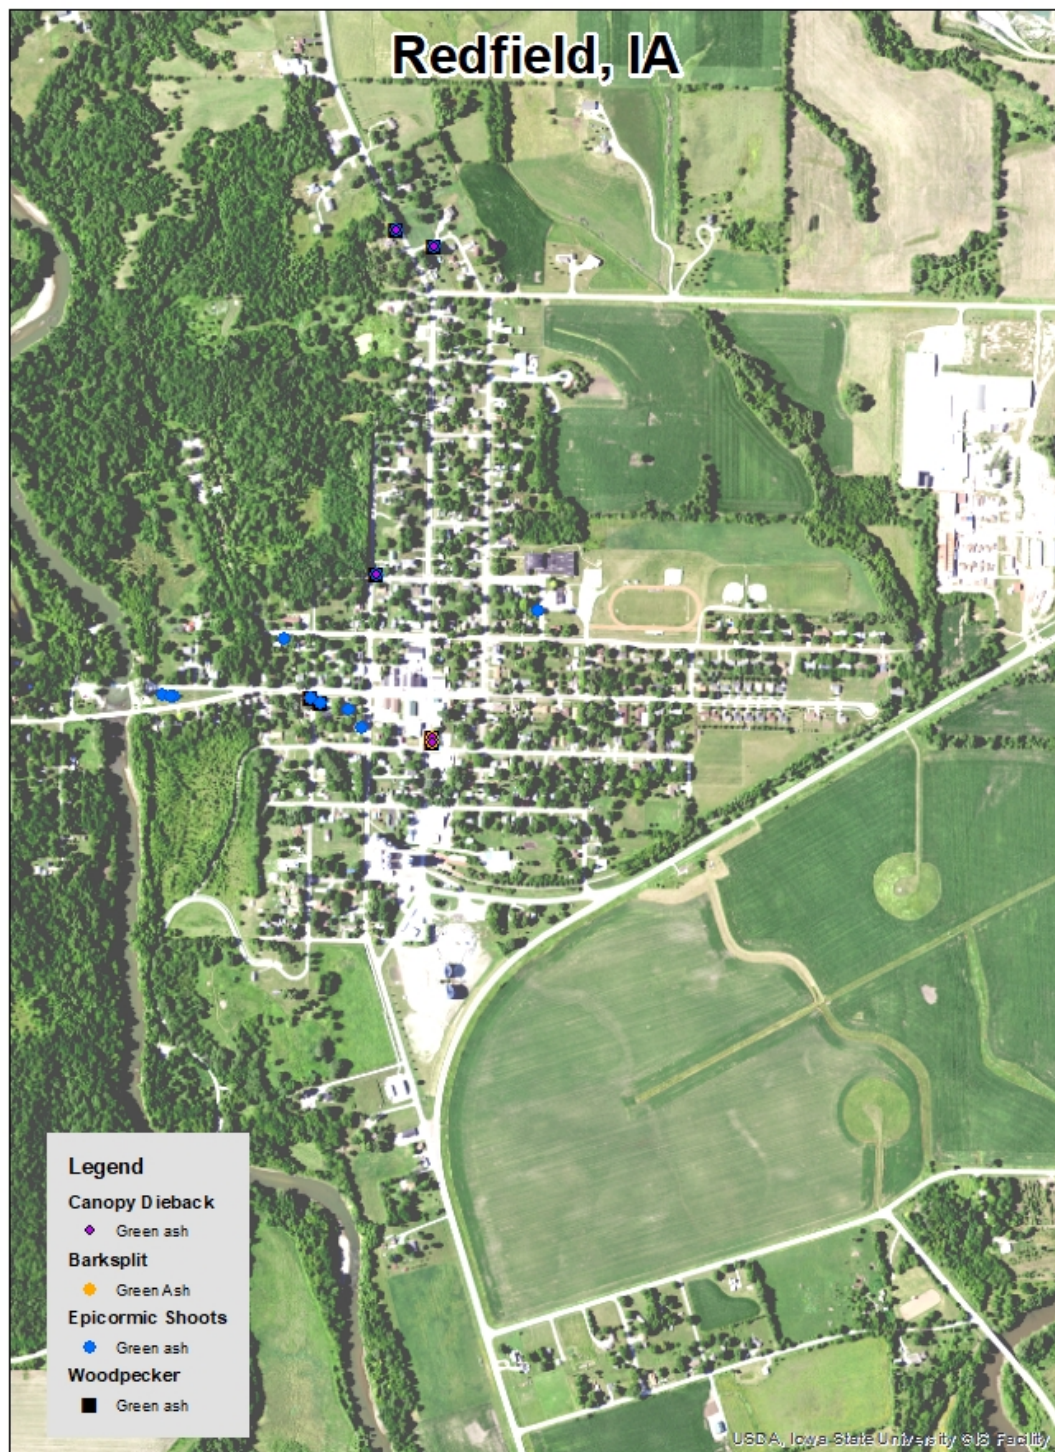 Redfield, IA
Legend
Canopy Dieback
Green ash
Barksplit
Green Ash
Epicormic Shoots
Green ash
Woodpecker
Green ash
USDA, Iowa State University GIS Facility